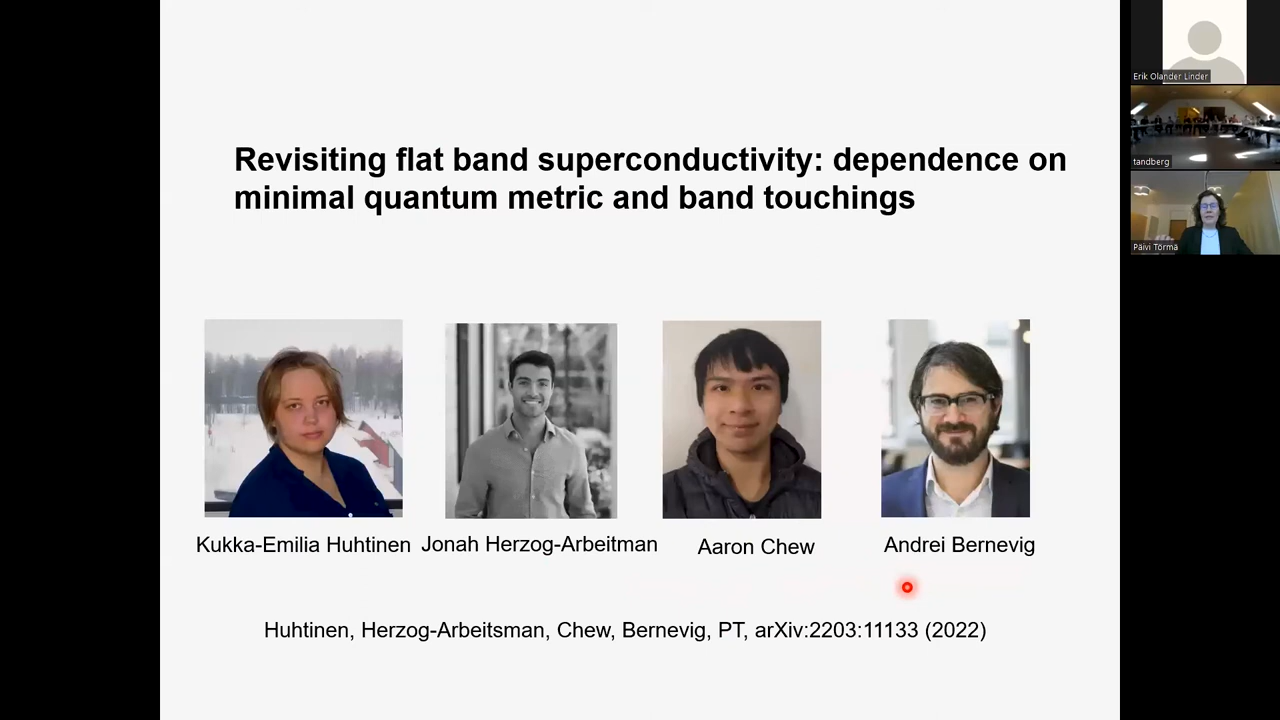 Revisiting flat band superconductivity: dependence on
minimal quantum metric and band touchings
Kukka-Emilia Huhtinen
Jonah Herzog-Arbeitman
Aaron Chew
Andrei Bernevig
Huhtinen, Herzog-Arbeitsman, Chew, Bernevig, PT, arXiv:2203:11133 (2022)
Erik Olander Linder
tandberg
Päivi Törmä